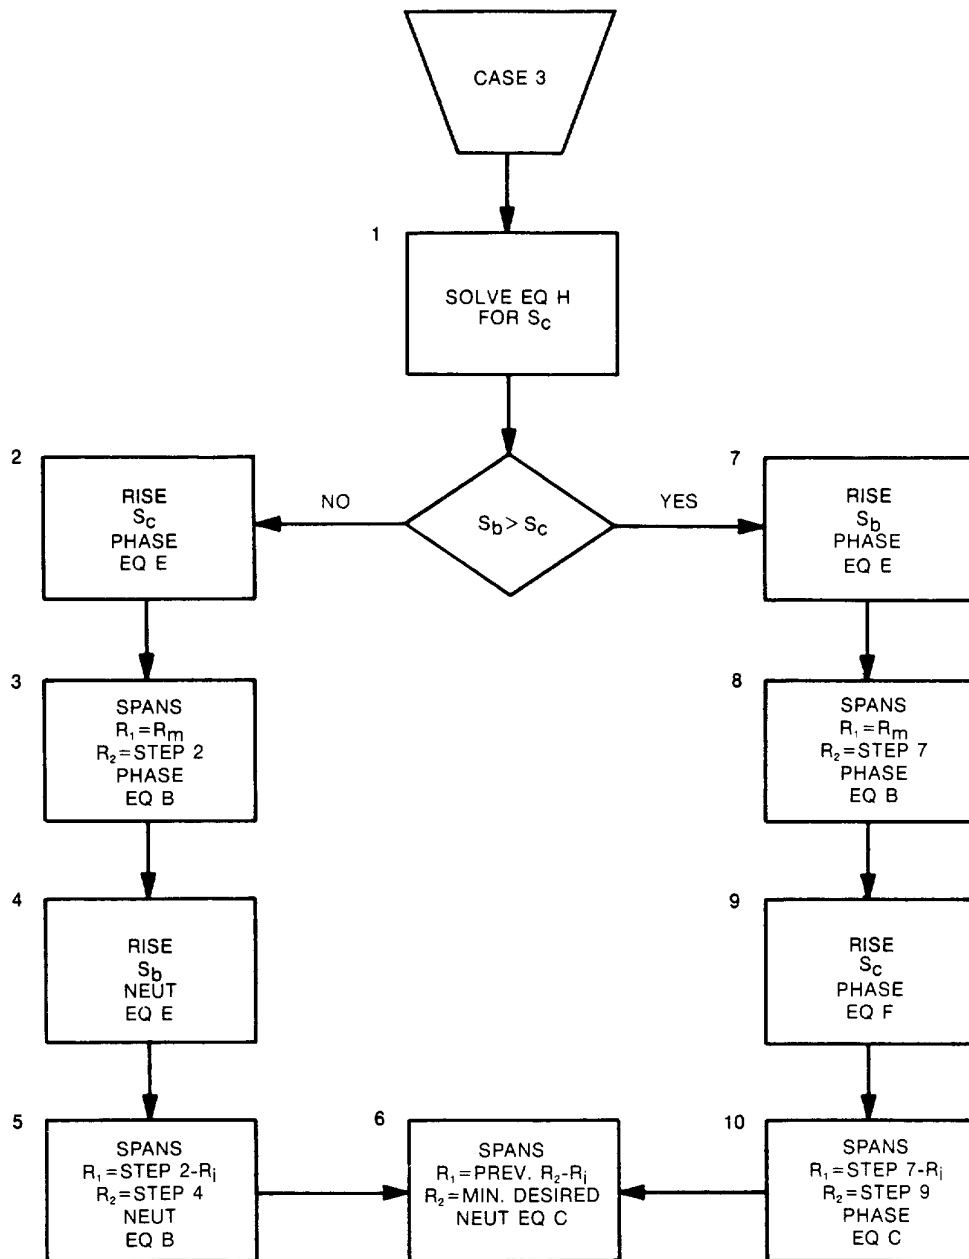 CASE 3
1
SOLVE EQ H
FOR Sc
2
RISE
Sc
PHASE
EQ E
NO
Sb > Sc
YES
7
RISE
Sb
PHASE
EQ E
3
SPANS
R₁=Rm
R₂=STEP 2
PHASE
EQ B
8
SPANS
R₁=Rm
R₂=STEP 7
PHASE
EQ B
4
RISE
Sb
NEUT
EQ E
9
RISE
Sc
PHASE
EQ F
5
SPANS
R₁=STEP 2-Ri
R₂=STEP 4
NEUT
EQ B
6
SPANS
R₁=PREV. R₂-Ri
R₂=MIN. DESIRED
NEUT EQ C
10
SPANS
R₁=STEP 7-Ri
R₂=STEP 9
PHASE
EQ C